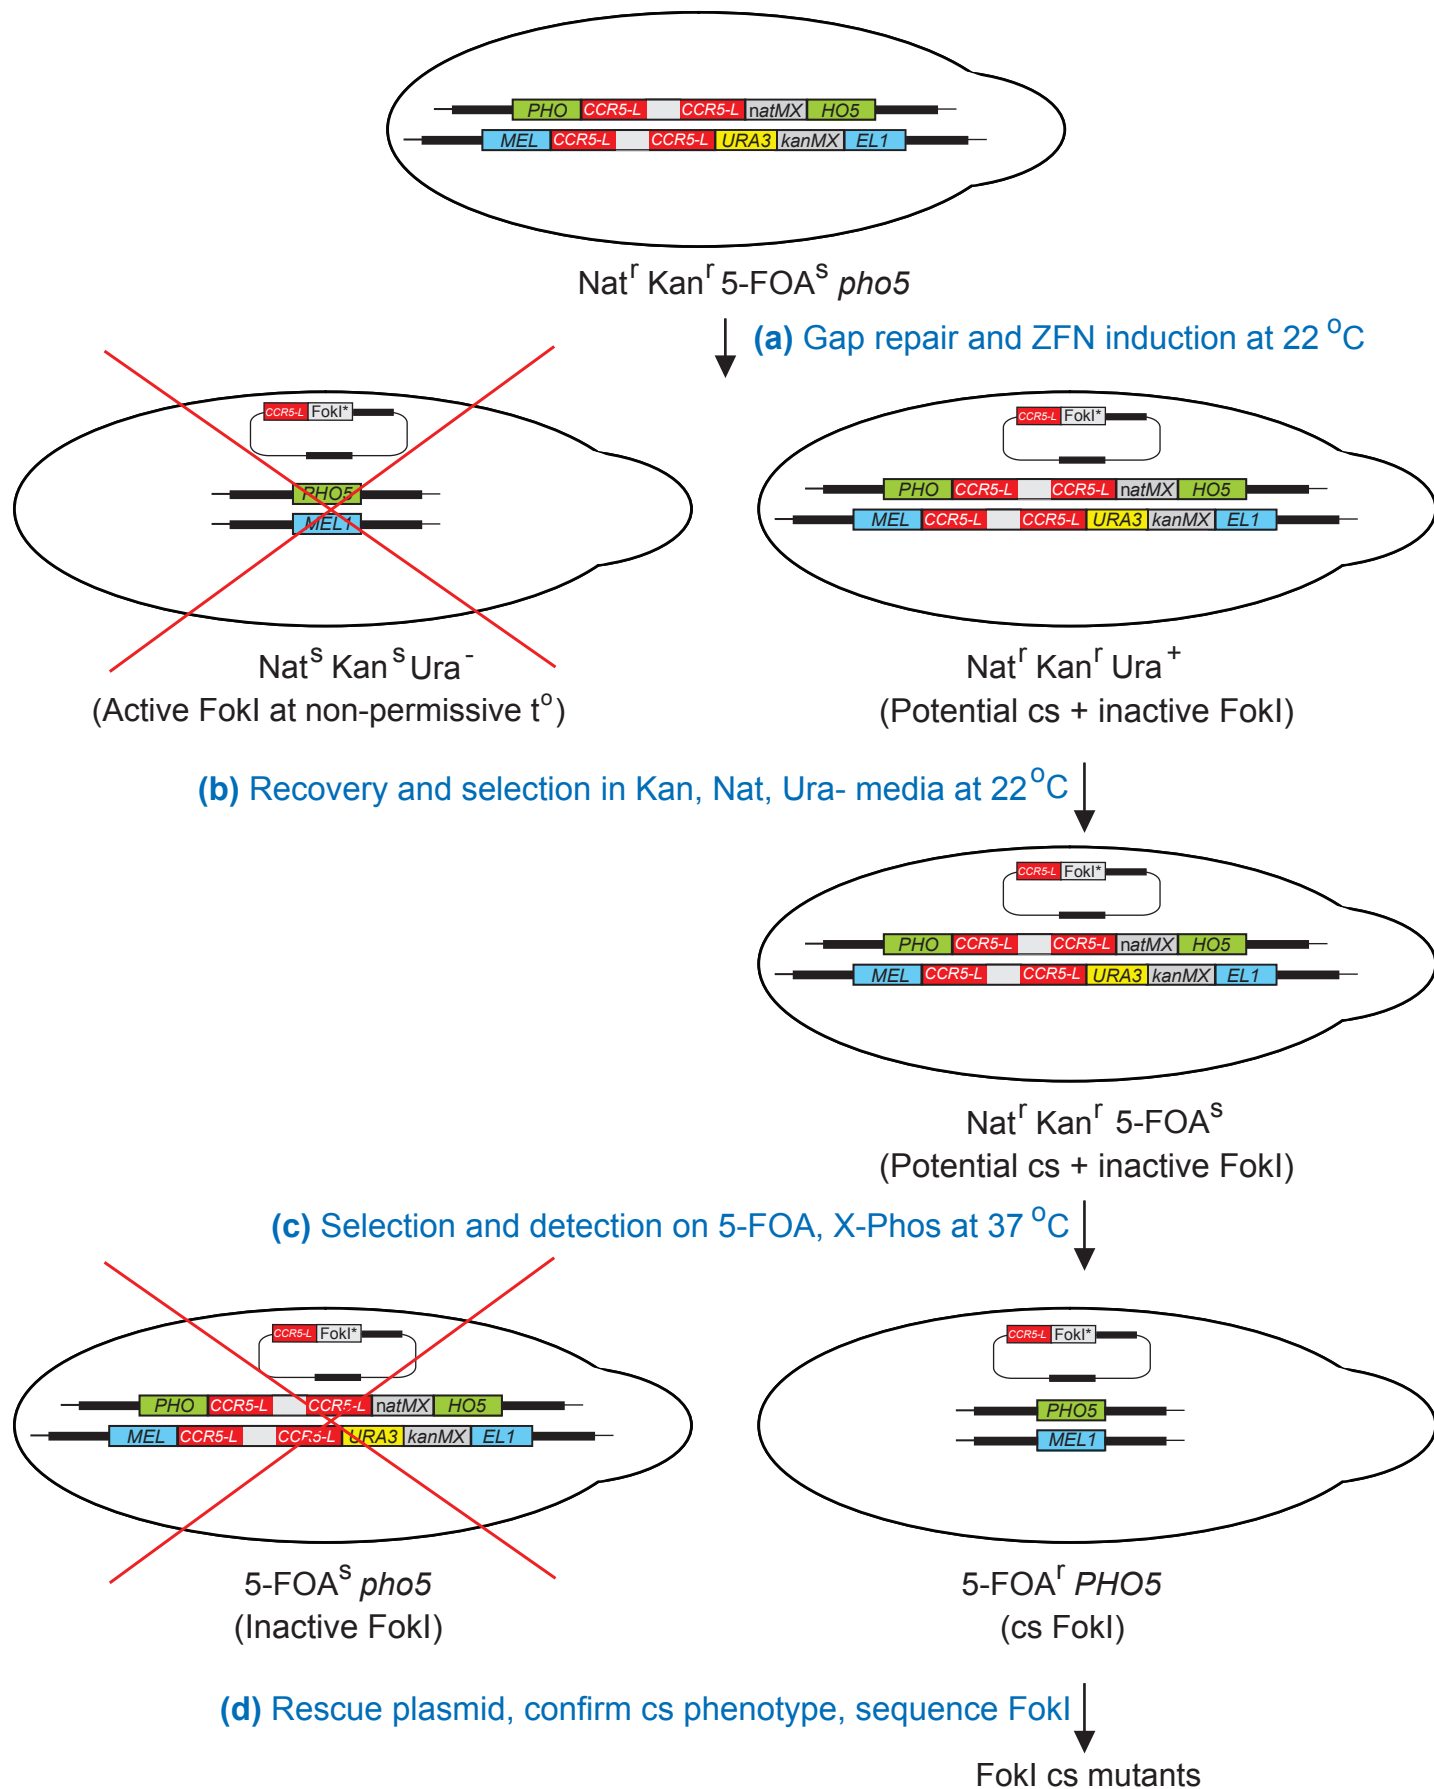 PHO CCR5-L CCR5-L natMX HO5
MEL CCR5-L CCR5-L URA3 kanMX EL1
Nat^r Kan^r 5-FOA^s pho5
(a) Gap repair and ZFN induction at 22 °C
CCR5-L FokI*
PHO5
MEL1
Nat^s Kan^s Ura^-
(Active FokI at non-permissive t°)
CCR5-L FokI*
PHO CCR5-L CCR5-L natMX HO5
MEL CCR5-L CCR5-L URA3 kanMX EL1
Nat^r Kan^r Ura^+
(Potential cs + inactive FokI)
(b) Recovery and selection in Kan, Nat, Ura- media at 22 °C
CCR5-L FokI*
PHO CCR5-L CCR5-L natMX HO5
MEL CCR5-L CCR5-L URA3 kanMX EL1
Nat^r Kan^r 5-FOA^s
(Potential cs + inactive FokI)
(c) Selection and detection on 5-FOA, X-Phos at 37 °C
CCR5-L FokI*
PHO CCR5-L CCR5-L natMX HO5
MEL CCR5-L CCR5-L URA3 kanMX EL1
5-FOA^s pho5
(Inactive FokI)
CCR5-L FokI*
PHO5
MEL1
5-FOA^r PHO5
(cs FokI)
(d) Rescue plasmid, confirm cs phenotype, sequence FokI
FokI cs mutants